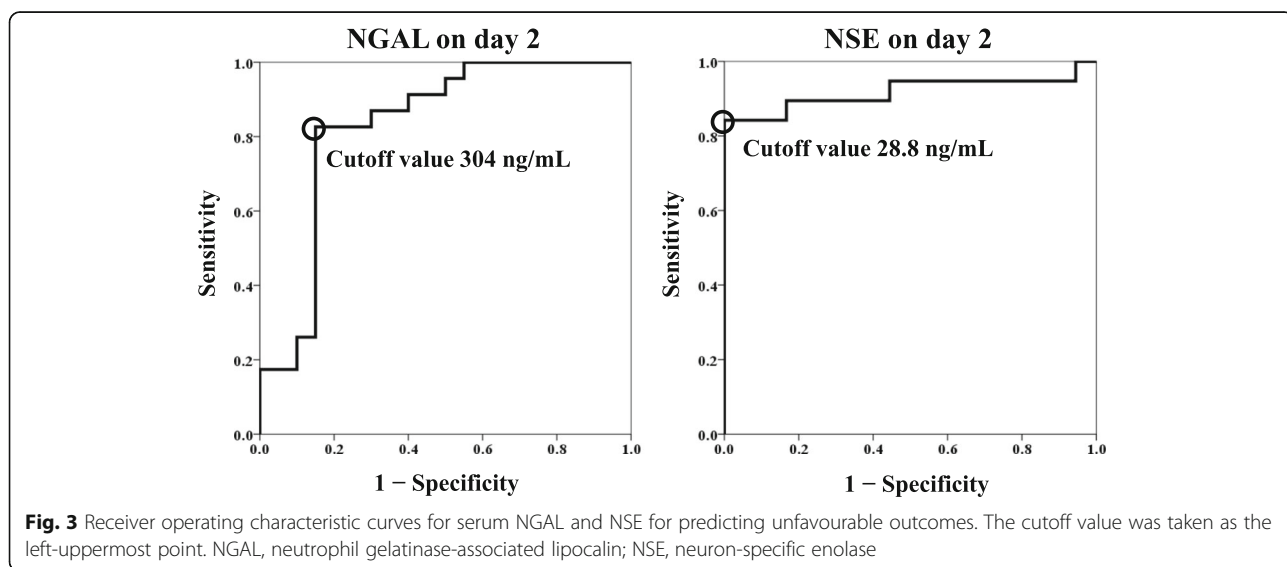 NGAL on day 2
1.0
0.8
0.6
0.4
0.2
0.0
Sensitivity
Cutoff value 304 ng/mL
0.0 0.2 0.4 0.6 0.8 1.0
1 − Specificity
NSE on day 2
1.0
0.8
0.6
0.4
0.2
0.0
Sensitivity
Cutoff value 28.8 ng/mL
0.0 0.2 0.4 0.6 0.8 1.0
1 − Specificity
Fig. 3 Receiver operating characteristic curves for serum NGAL and NSE for predicting unfavourable outcomes. The cutoff value was taken as the
left-uppermost point. NGAL, neutrophil gelatinase-associated lipocalin; NSE, neuron-specific enolase